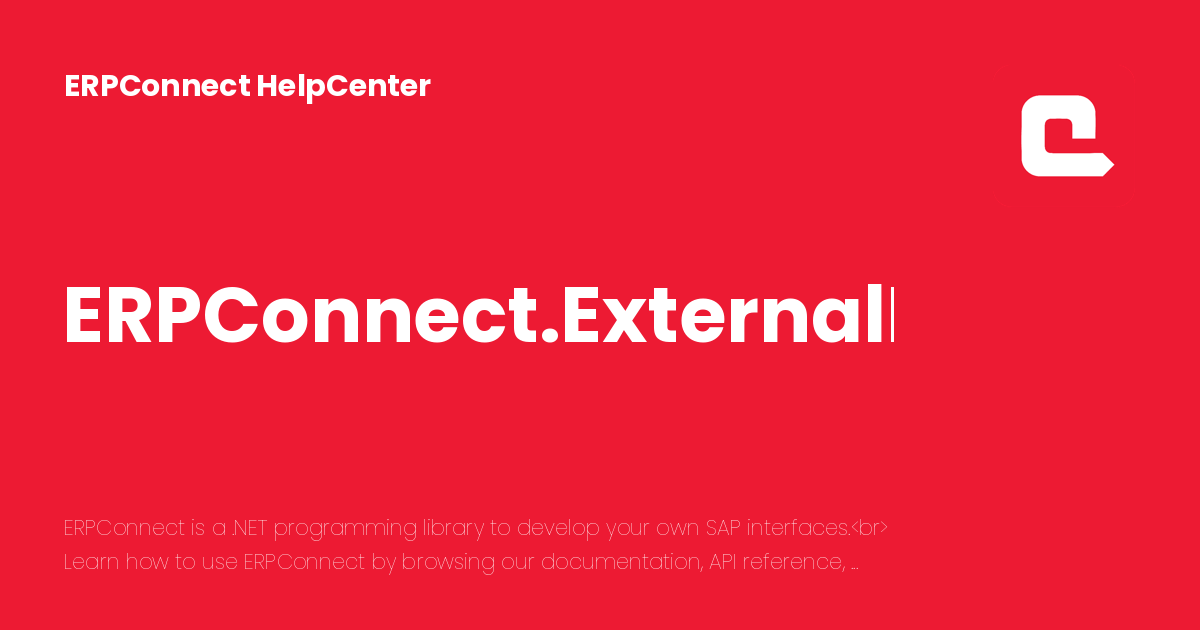 ERPConnect HelpCenter
ERPConnect.External
ERPConnect is a .NET programming library to develop your own SAP interfaces.<br>
Learn how to use ERPConnect by browsing our documentation, API reference, ...